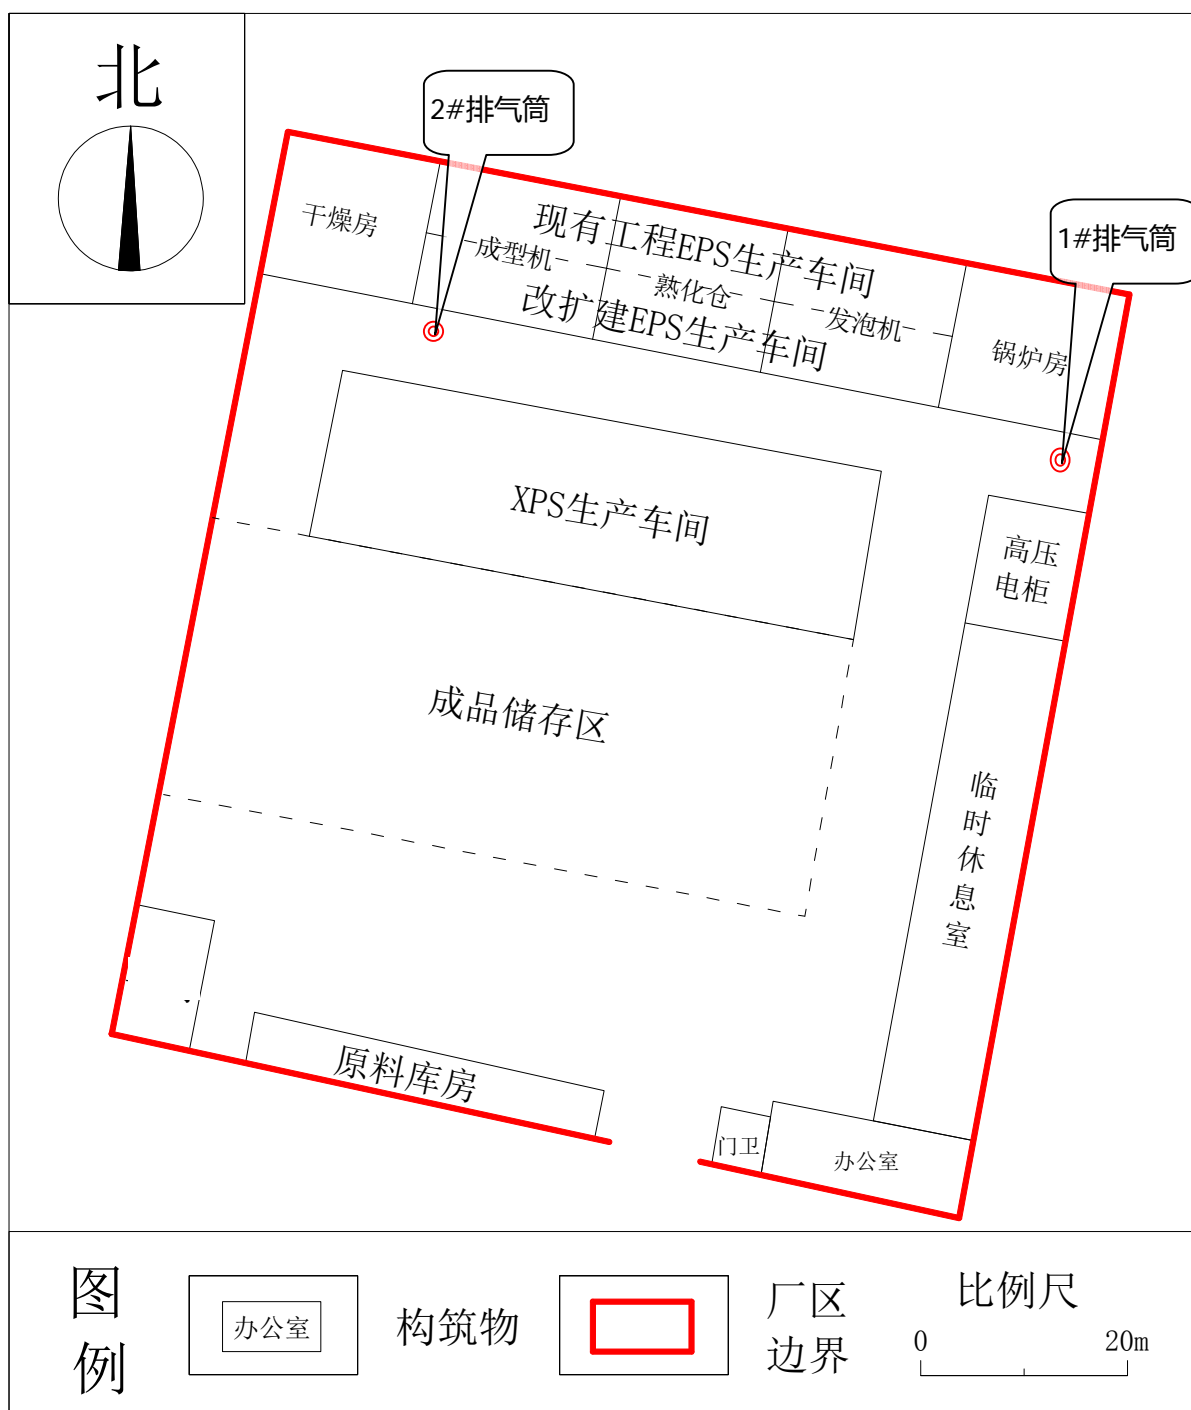 北
2#排气筒
1#排气筒
干燥房
现有工程EPS生产车间
成型机
熟化仓
发泡机
改扩建EPS生产车间
锅炉房
XPS生产车间
高压
电柜
成品储存区
临时休息室
原料库房
门卫
办公室
图例
办公室
构筑物
厂区
边界
比例尺
0 20m